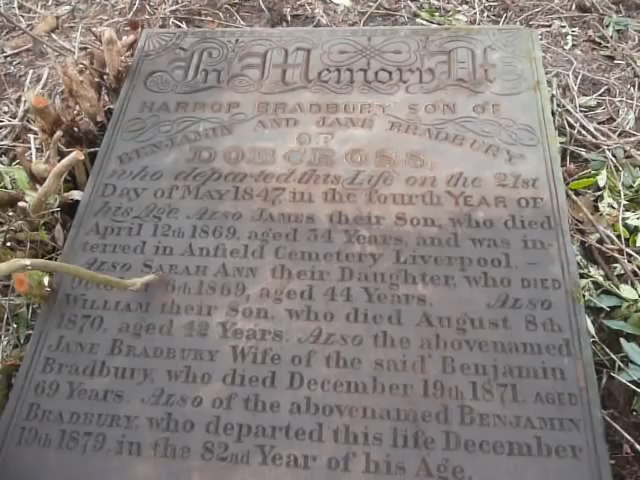 In Memory Of
HARROP BRADBURY SON OF
BENJAMIN AND JANE BRADBURY
OF
DOBCROSS,
who departed this Life on the 21st
Day of MAY 1847, in the fourth YEAR OF
his Age. Also JAMES their Son, who died
April 12th 1869, aged 34 Years, and was in-
terred in Anfield Cemetery Liverpool. –
Also SARAH ANN their Daughter, who DIED
1869, aged 44 Years. Also
WILLIAM their Son, who died August 8th
1870, aged 42 Years. Also the abovenamed
JANE BRADBURY Wife of the said Benjamin
Bradbury, who died December 19th 1871. AGED
69 Years. Also of the abovenamed BENJAMIN
BRADBURY, who departed this life December
19th 1879, in the 82nd Year of his Age.